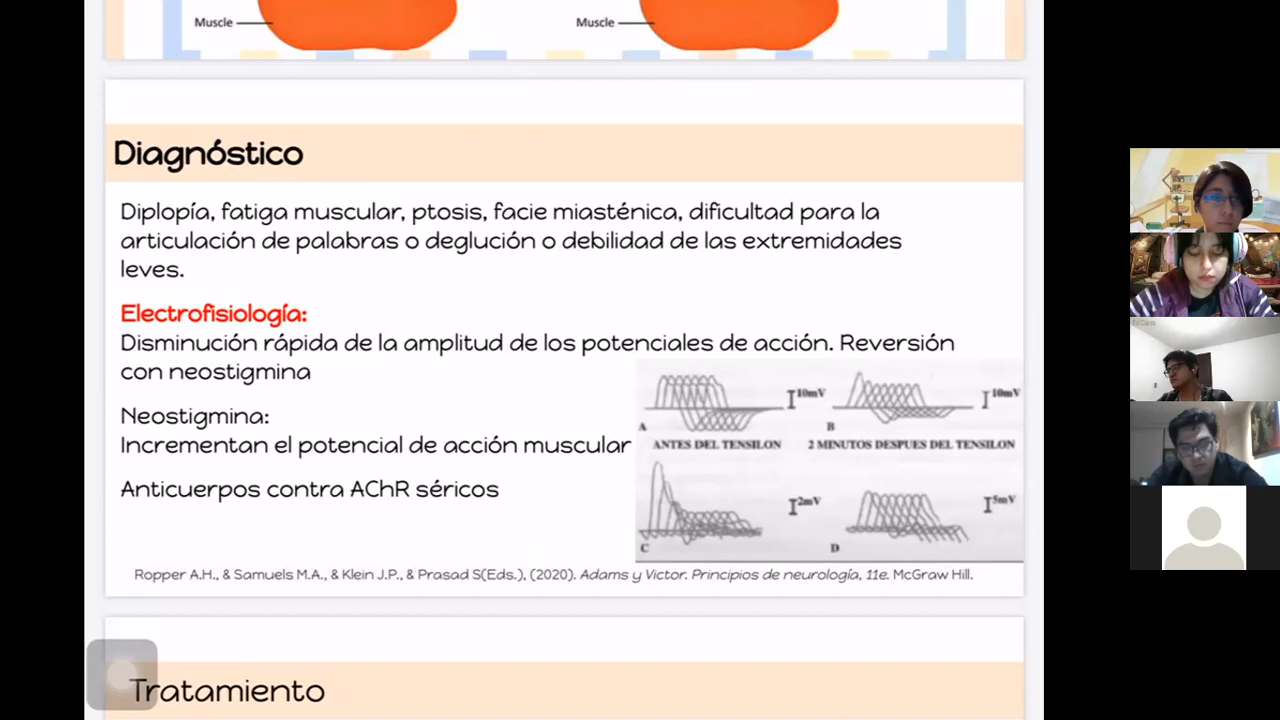 Muscle
Muscle
Diagnóstico
Diplopía, fatiga muscular, ptosis, facie miasténica, dificultad para la
articulación de palabras o deglución o debilidad de las extremidades
leves.
Electrofisiología:
Disminución rápida de la amplitud de los potenciales de acción. Reversión
con neostigmina
Neostigmina:
Incrementan el potencial de acción muscular
Anticuerpos contra AChR séricos
10mV
10mV
A
B
ANTES DEL TENSILON
2 MINUTOS DESPUES DEL TENSILON
2mV
5mV
C
D
Ropper A.H., & Samuels M.A., & Klein J.P., & Prasad S(Eds.), (2020). Adams y Victor. Principios de neurología, 11e. McGraw Hill.
Tratamiento